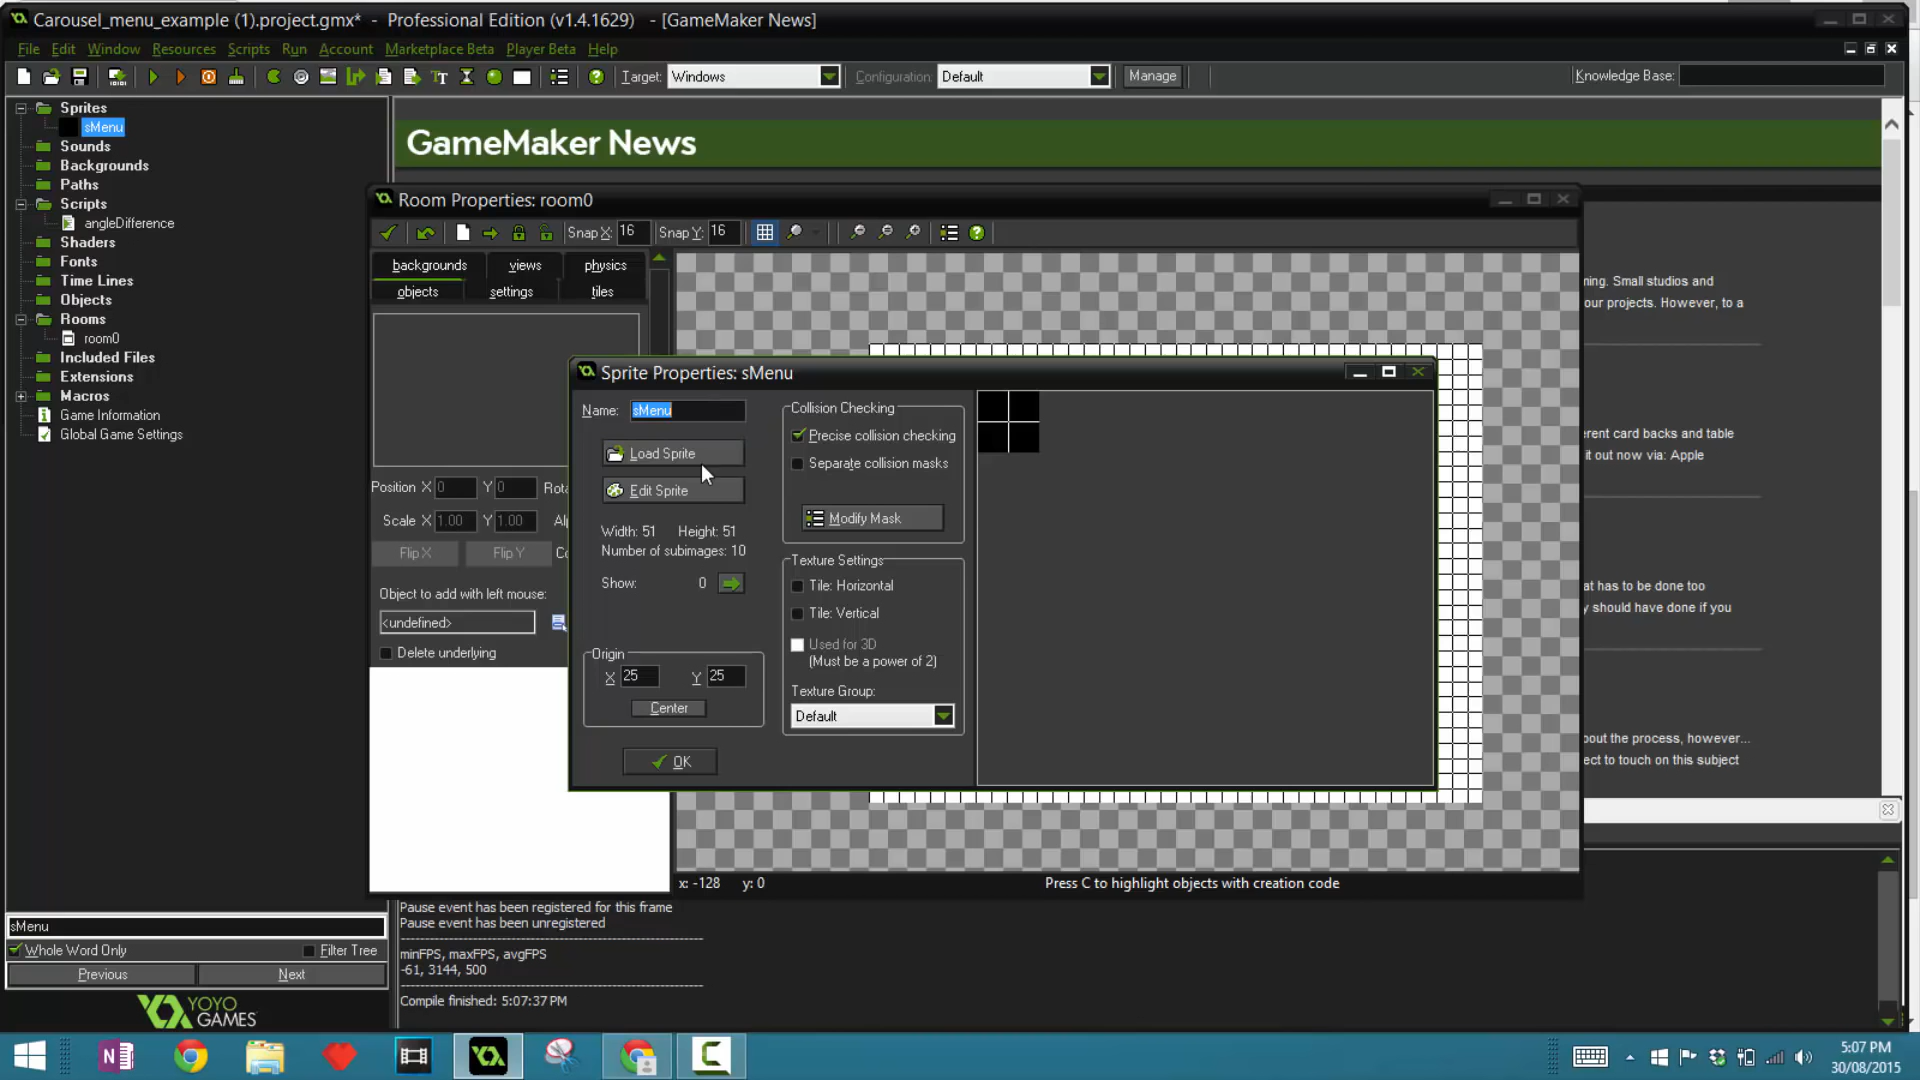 Carousel_menu_example (1).project.gmx* - Professional Edition (v1.4.1629) - [GameMaker News]
File Edit Window Resources Scripts Run Account Marketplace Beta Player Beta Help
Target: Windows Configuration: Default Manage Knowledge Base:
Sprites
sMenu
Sounds
Backgrounds
Paths
Scripts
angleDifference
Shaders
Fonts
Time Lines
Objects
Rooms
room0
Included Files
Extensions
Macros
Game Information
Global Game Settings
GameMaker News
Room Properties: room0
Snap X: 16 Snap Y: 16
backgrounds views physics
objects settings tiles
Position X 0 Y 0 Rota
Scale X 1.00 Y 1.00 Al
Flip X Flip Y Co
Object to add with left mouse:
<undefined>
Delete underlying
Sprite Properties: sMenu
Name: sMenu
Load Sprite
Edit Sprite
Width: 51 Height: 51
Number of subimages: 10
Show: 0
Origin
X 25 Y 25
Center
OK
Collision Checking
Precise collision checking
Separate collision masks
Modify Mask
Texture Settings
Tile: Horizontal
Tile: Vertical
Used for 3D
(Must be a power of 2)
Texture Group:
Default
ming. Small studios and
our projects. However, to a
erent card backs and table
it out now via: Apple
at has to be done too
y should have done if you
bout the process, however...
ect to touch on this subject
x: -128 y: 0 Press C to highlight objects with creation code
Pause event has been registered for this frame
Pause event has been unregistered
minFPS, maxFPS, avgFPS
-61, 3144, 500
Compile finished: 5:07:37 PM
sMenu
Whole Word Only Filter Tree
Previous Next
YOYO
GAMES
5:07 PM
30/08/2015